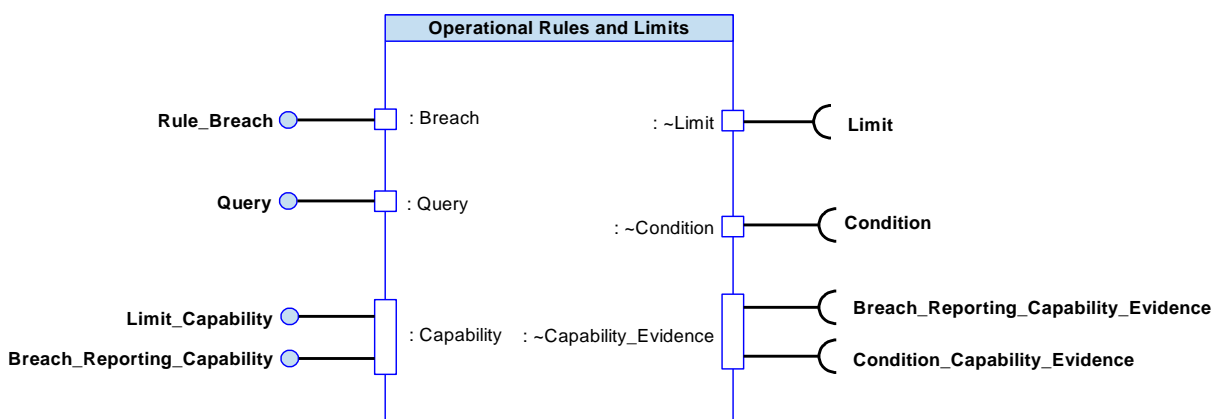 Operational Rules and Limits
Rule_Breach
: Breach
: ~Limit
Limit
Query
: Query
: ~Condition
Condition
Limit_Capability
Breach_Reporting_Capability
: Capability
: ~Capability_Evidence
Breach_Reporting_Capability_Evidence
Condition_Capability_Evidence